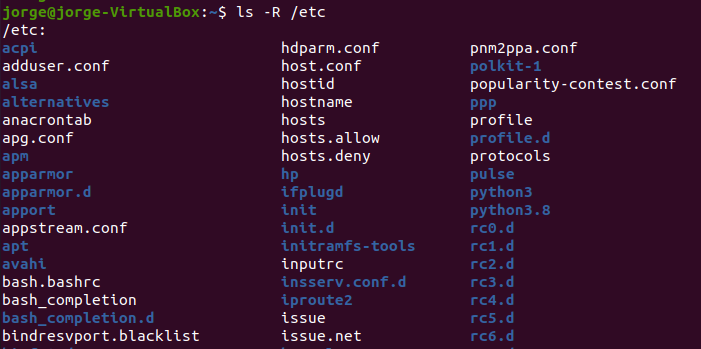 jorge@jorge-VirtualBox:~$ ls -R /etc
/etc:
acpi hdparm.conf pnm2ppa.conf
adduser.conf host.conf polkit-1
alsa hostid popularity-contest.conf
alternatives hostname ppp
anacrontab hosts profile
apg.conf hosts.allow profile.d
apm hosts.deny protocols
apparmor hp pulse
apparmor.d ifplugd python3
apport init python3.8
appstream.conf init.d rc0.d
apt initramfs-tools rc1.d
avahi inputrc rc2.d
bash.bashrc insserv.conf.d rc3.d
bash_completion iproute2 rc4.d
bash_completion.d issue rc5.d
bindresvport.blacklist issue.net rc6.d